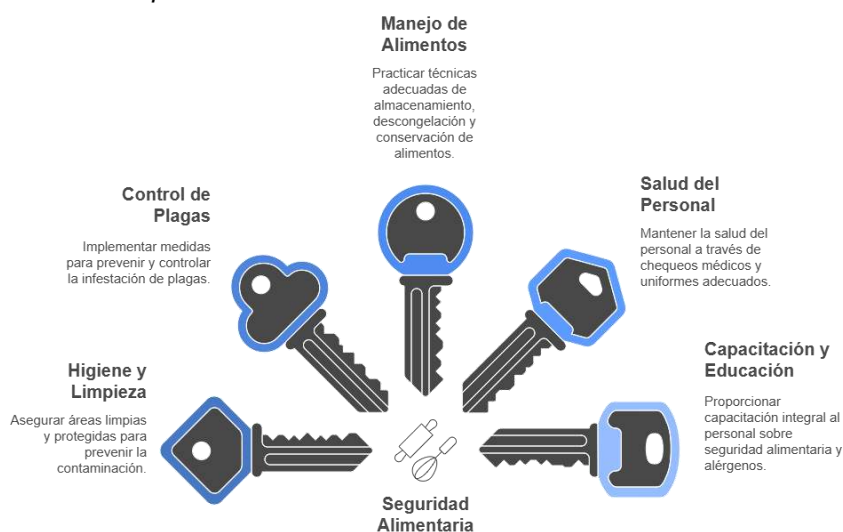 Manejo de
Alimentos
Practicar técnicas
adecuadas de
almacenamiento,
descongelación y
conservación de
alimentos.
Control de
Plagas
Implementar medidas
para prevenir y controlar
la infestación de plagas.
Salud del
Personal
Mantener la salud del
personal a través de
chequeos médicos y
uniformes adecuados.
Higiene y
Limpieza
Asegurar áreas limpias
y protegidas para
prevenir la
contaminación.
Capacitación y
Educación
Proporcionar
capacitación integral al
personal sobre
seguridad alimentaria y
alérgenos.
Seguridad
Alimentaria